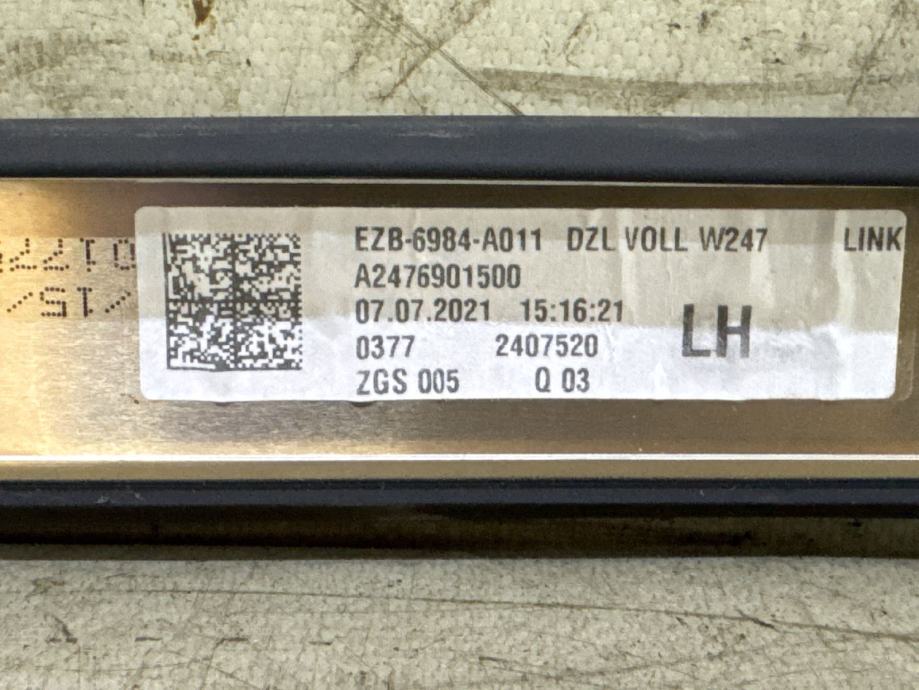 EZB-6984-A011 DZL VOLL W247 LINK
A2476901500
07.07.2021 15:16:21
LH
0377 2407520
ZGS 005 Q 03